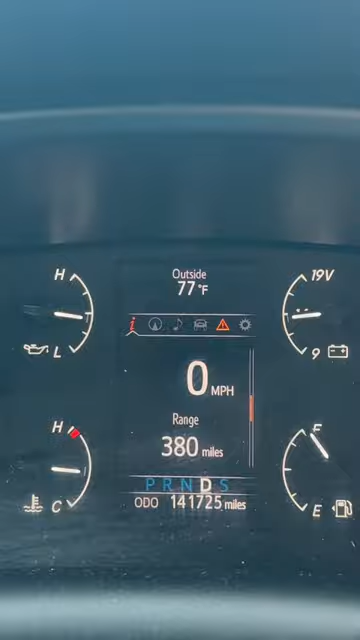 Outside
77°F
H
19V
L
9
0 MPH
Range
H
380 miles
F
P R N D S
C
ODO 141725 miles
E